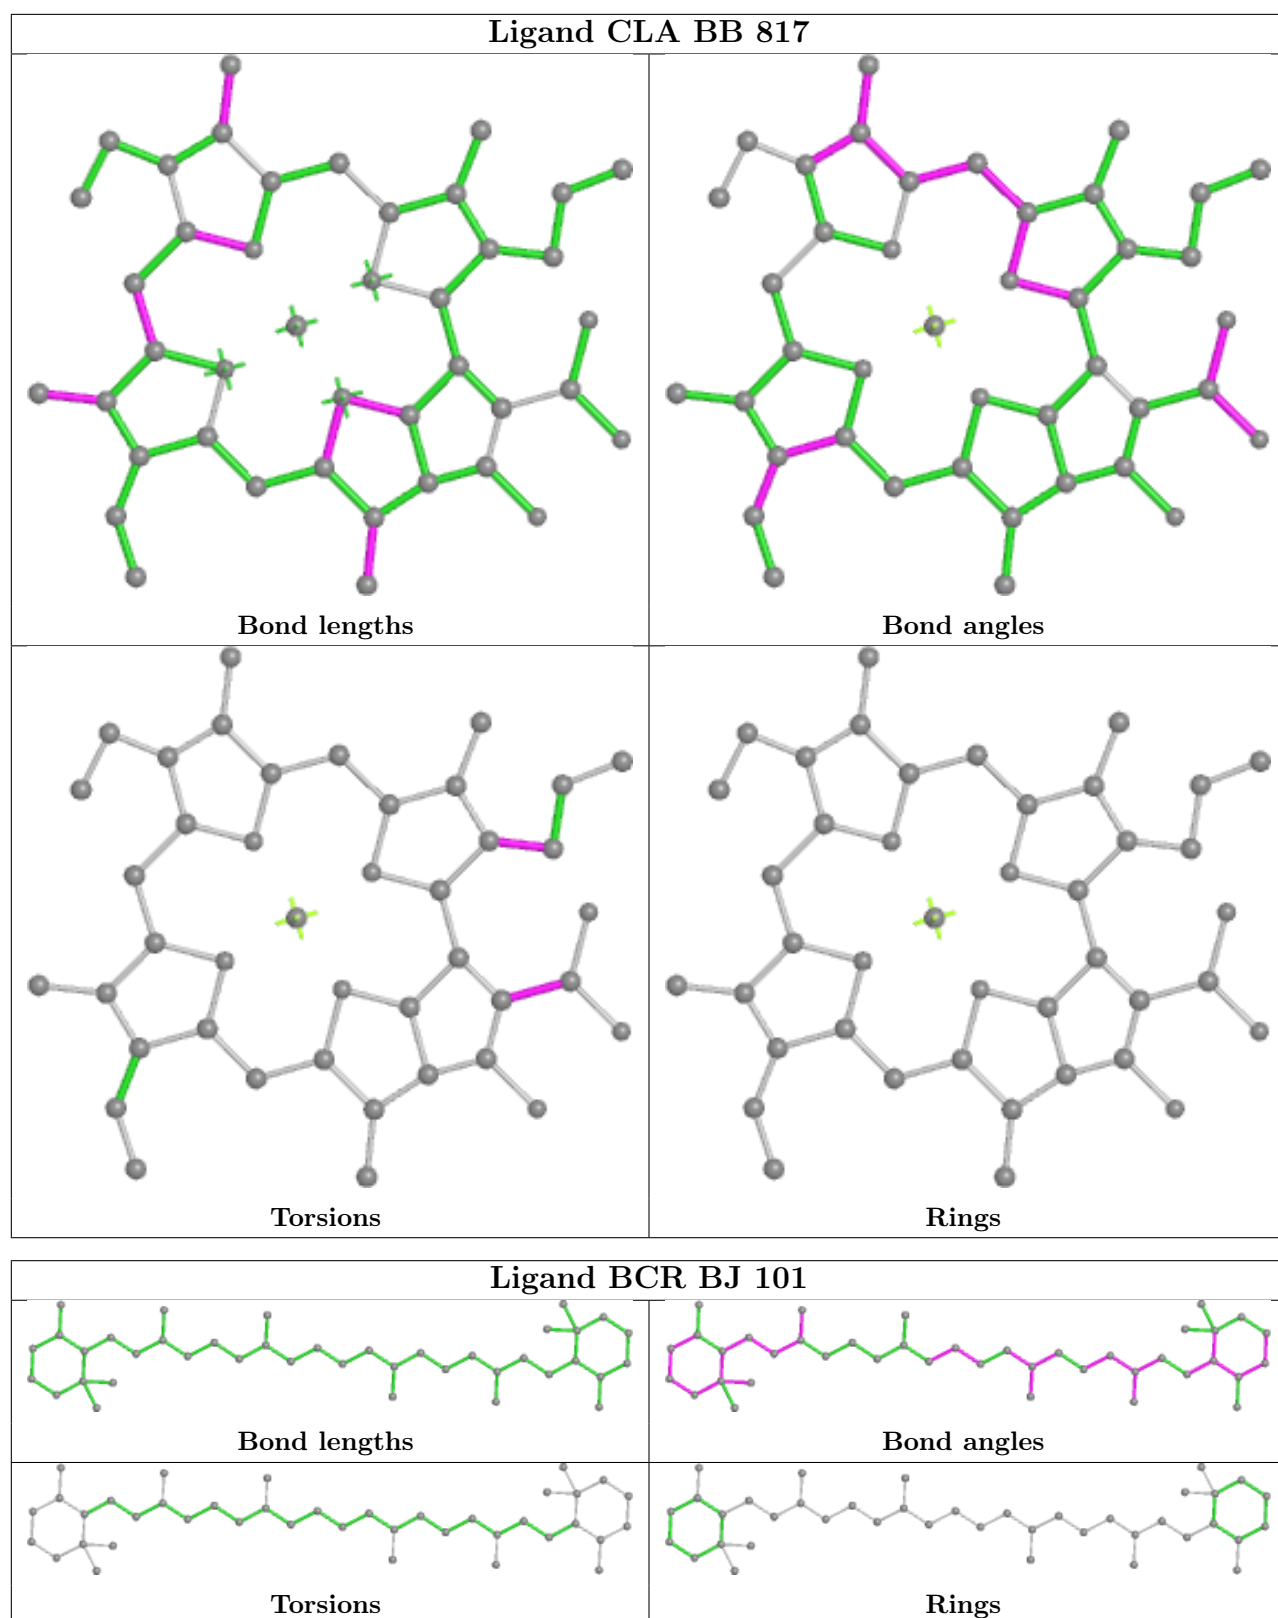 Ligand CLA BB 817
Bond lengths
Bond angles
Torsions
Rings
Ligand BCR BJ 101
Bond lengths
Bond angles
Torsions
Rings